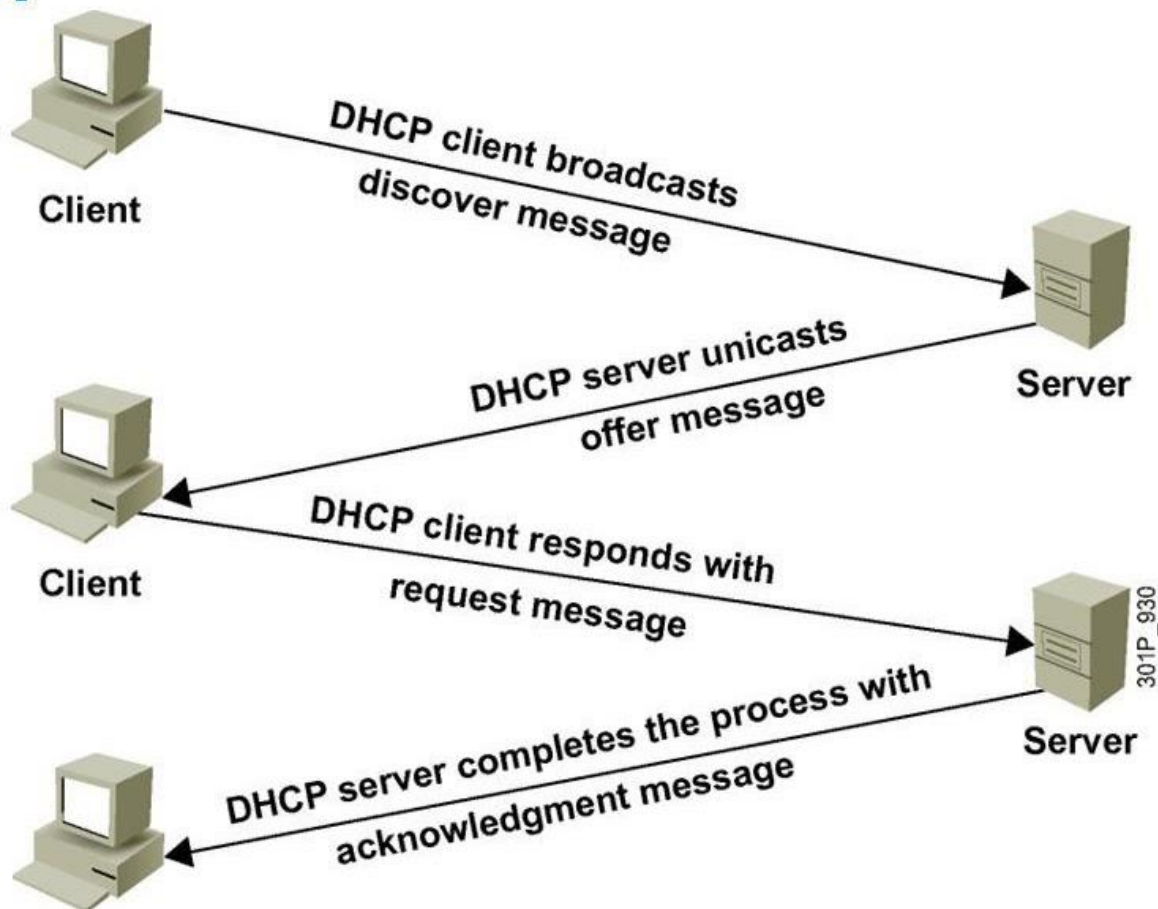 DHCP client broadcasts
discover message
Client
DHCP server unicasts
offer message
Server
DHCP client responds with
request message
Client
301P_930
DHCP server completes the process with
acknowledgment message
Server